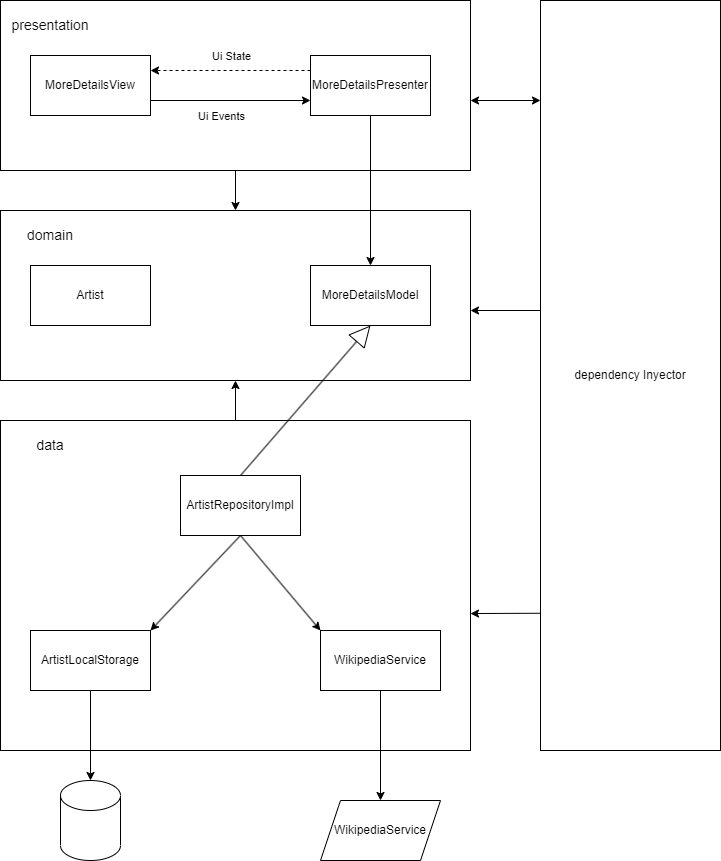 presentation
Ui State
MoreDetailsView
MoreDetailsPresenter
Ui Events
domain
Artist
MoreDetailsModel
dependency Inyector
data
ArtistRepositoryImpl
ArtistLocalStorage
WikipediaService
WikipediaService